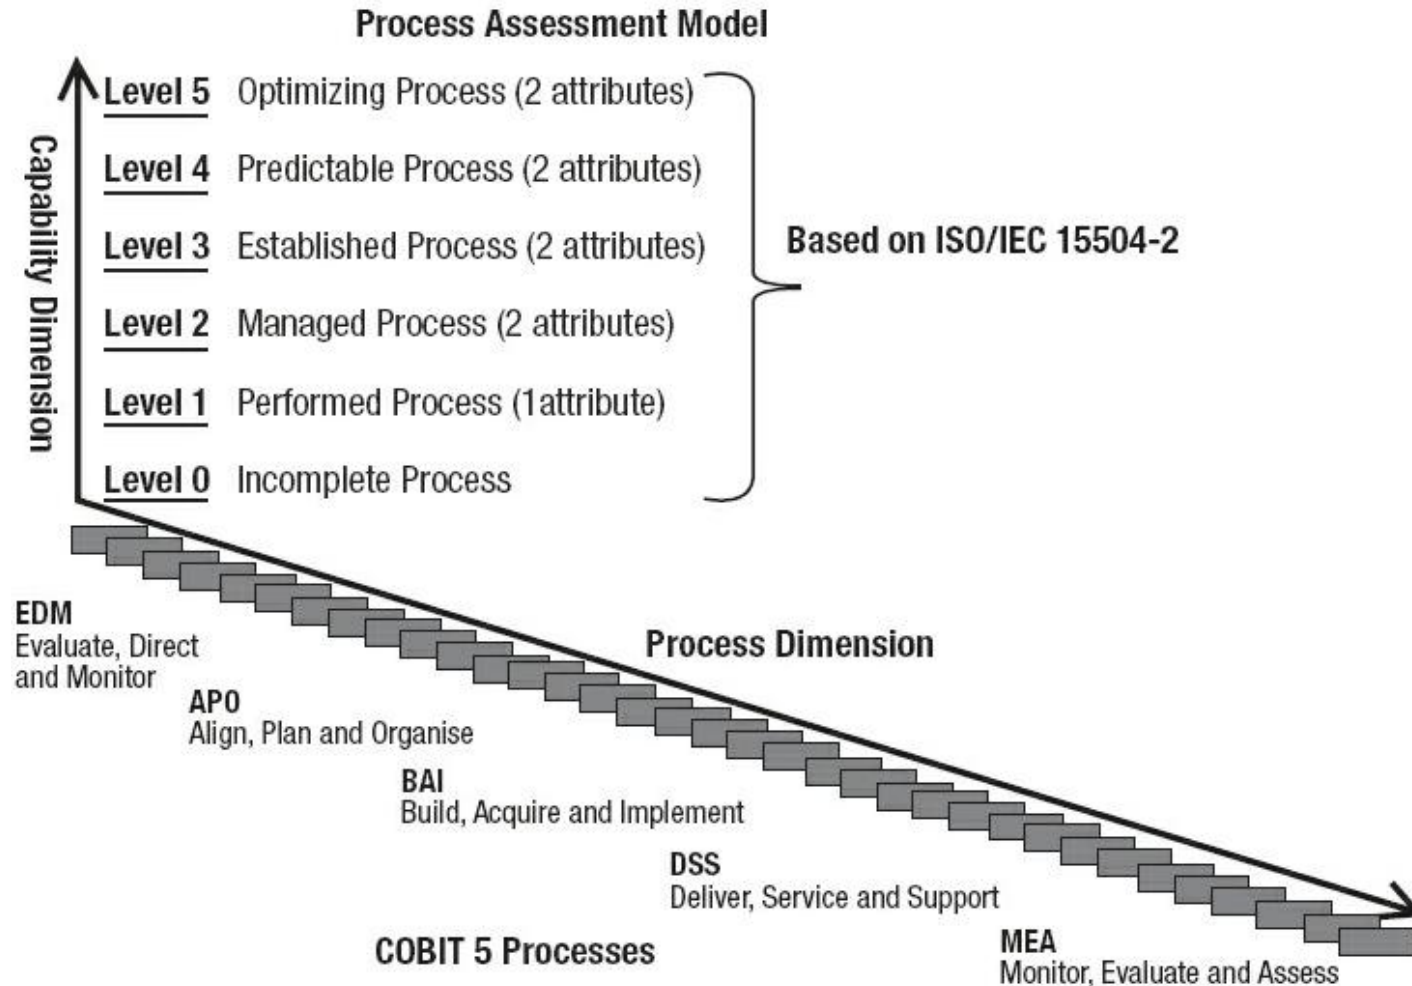 Process Assessment Model
Level 5 Optimizing Process (2 attributes)
Level 4 Predictable Process (2 attributes)
Level 3 Established Process (2 attributes)
Level 2 Managed Process (2 attributes)
Level 1 Performed Process (1attribute)
Level 0 Incomplete Process
Capability Dimension
Based on ISO/IEC 15504-2
Process Dimension
EDM
Evaluate, Direct
and Monitor
APO
Align, Plan and Organise
BAI
Build, Acquire and Implement
DSS
Deliver, Service and Support
MEA
Monitor, Evaluate and Assess
COBIT 5 Processes